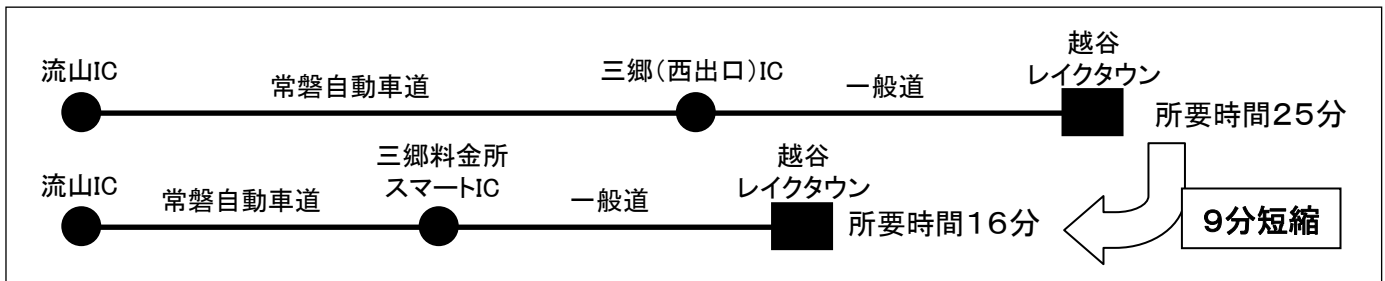 流山IC
常磐自動車道
三郷(西出口)IC
一般道
越谷
レイクタウン
所要時間25分
流山IC
常磐自動車道
三郷料金所
スマートIC
一般道
越谷
レイクタウン
所要時間16分
9分短縮